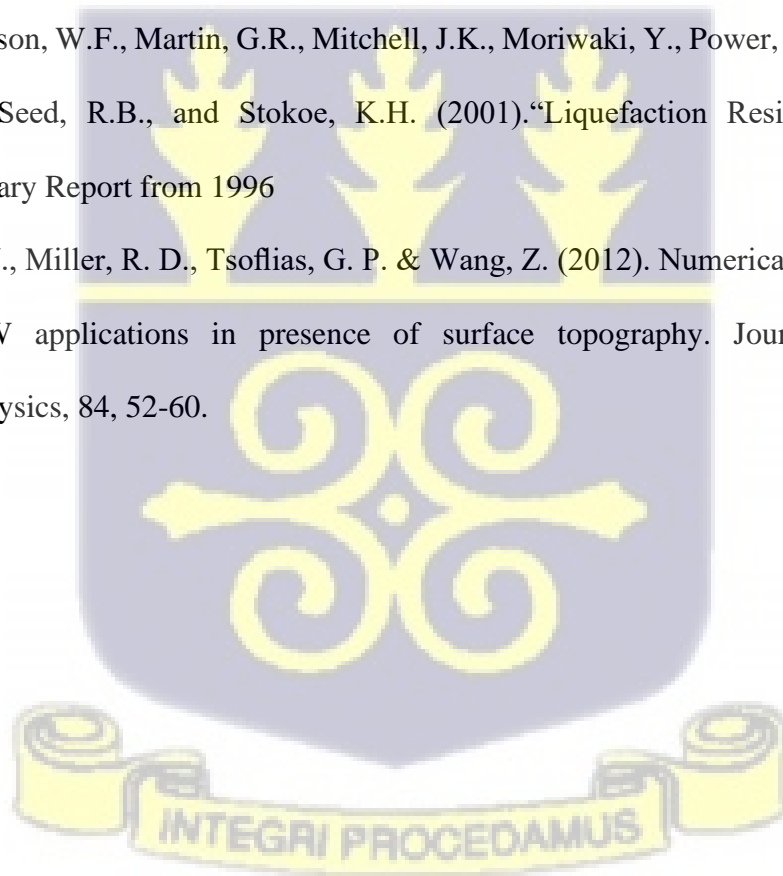 son, W.F., Martin, G.R., Mitchell, J.K., Moriwaki, Y., Power,
Seed, R.B., and Stokoe, K.H. (2001).“Liquefaction Resi
ary Report from 1996
., Miller, R. D., Tsoflias, G. P. & Wang, Z. (2012). Numerica
W applications in presence of surface topography. Jour
ysics, 84, 52-60.
INTEGRI PROCEDAMUS